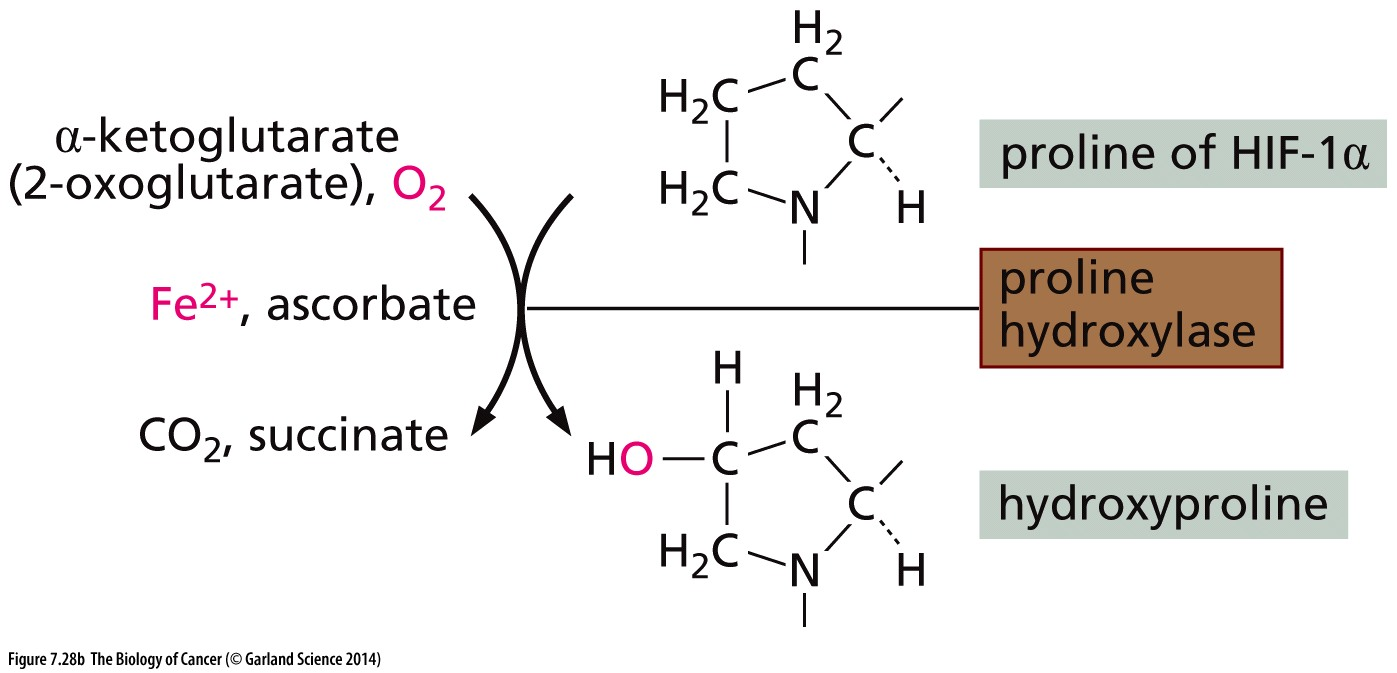 α-ketoglutarate
(2-oxoglutarate), O₂
Fe²⁺, ascorbate
CO₂, succinate
H₂
C
H₂C
C
H₂C
N
H
proline of HIF-1α
proline
hydroxylase
H
H₂
C
HO
C
C
H₂C
N
H
hydroxyproline
Figure 7.28b The Biology of Cancer (© Garland Science 2014)